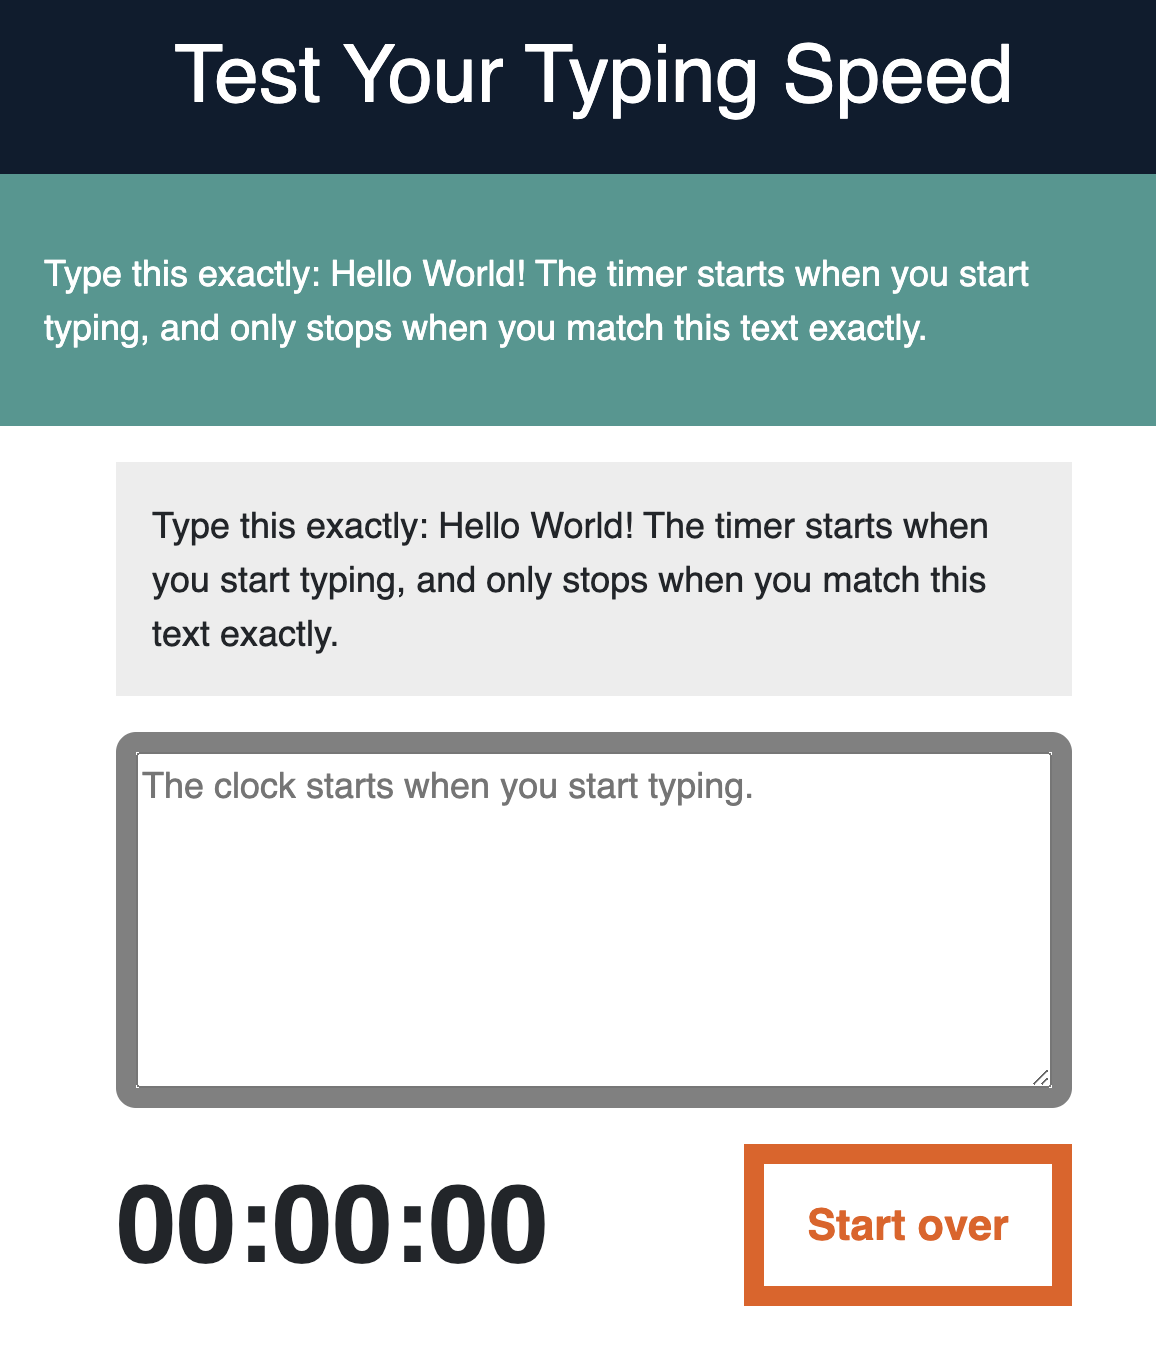 Test Your Typing Speed
Type this exactly: Hello World! The timer starts when you start
typing, and only stops when you match this text exactly.
Type this exactly: Hello World! The timer starts when
you start typing, and only stops when you match this
text exactly.
The clock starts when you start typing.
00:00:00
Start over